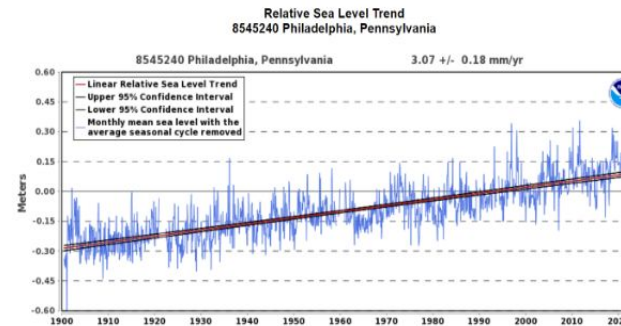 Relative Sea Level Trend
8545240 Philadelphia, Pennsylvania
8545240 Philadelphia, Pennsylvania 3.07 +/- 0.18 mm/yr
Linear Relative Sea Level Trend
Upper 95% Confidence Interval
Lower 95% Confidence Interval
Monthly mean sea level with the
average seasonal cycle removed
Meters
0.60
0.45
0.30
0.15
0.00
-0.15
-0.30
-0.45
-0.60
1900 1910 1920 1930 1940 1950 1960 1970 1980 1990 2000 2010